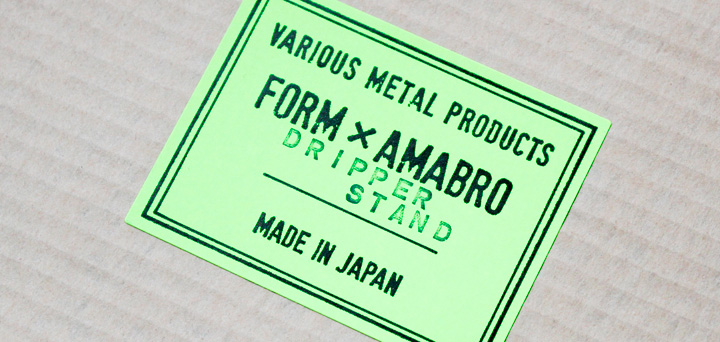 VARIOUS METAL PRODUCTS
FORM × AMABRO
DRIPPER
STAND
MADE IN JAPAN